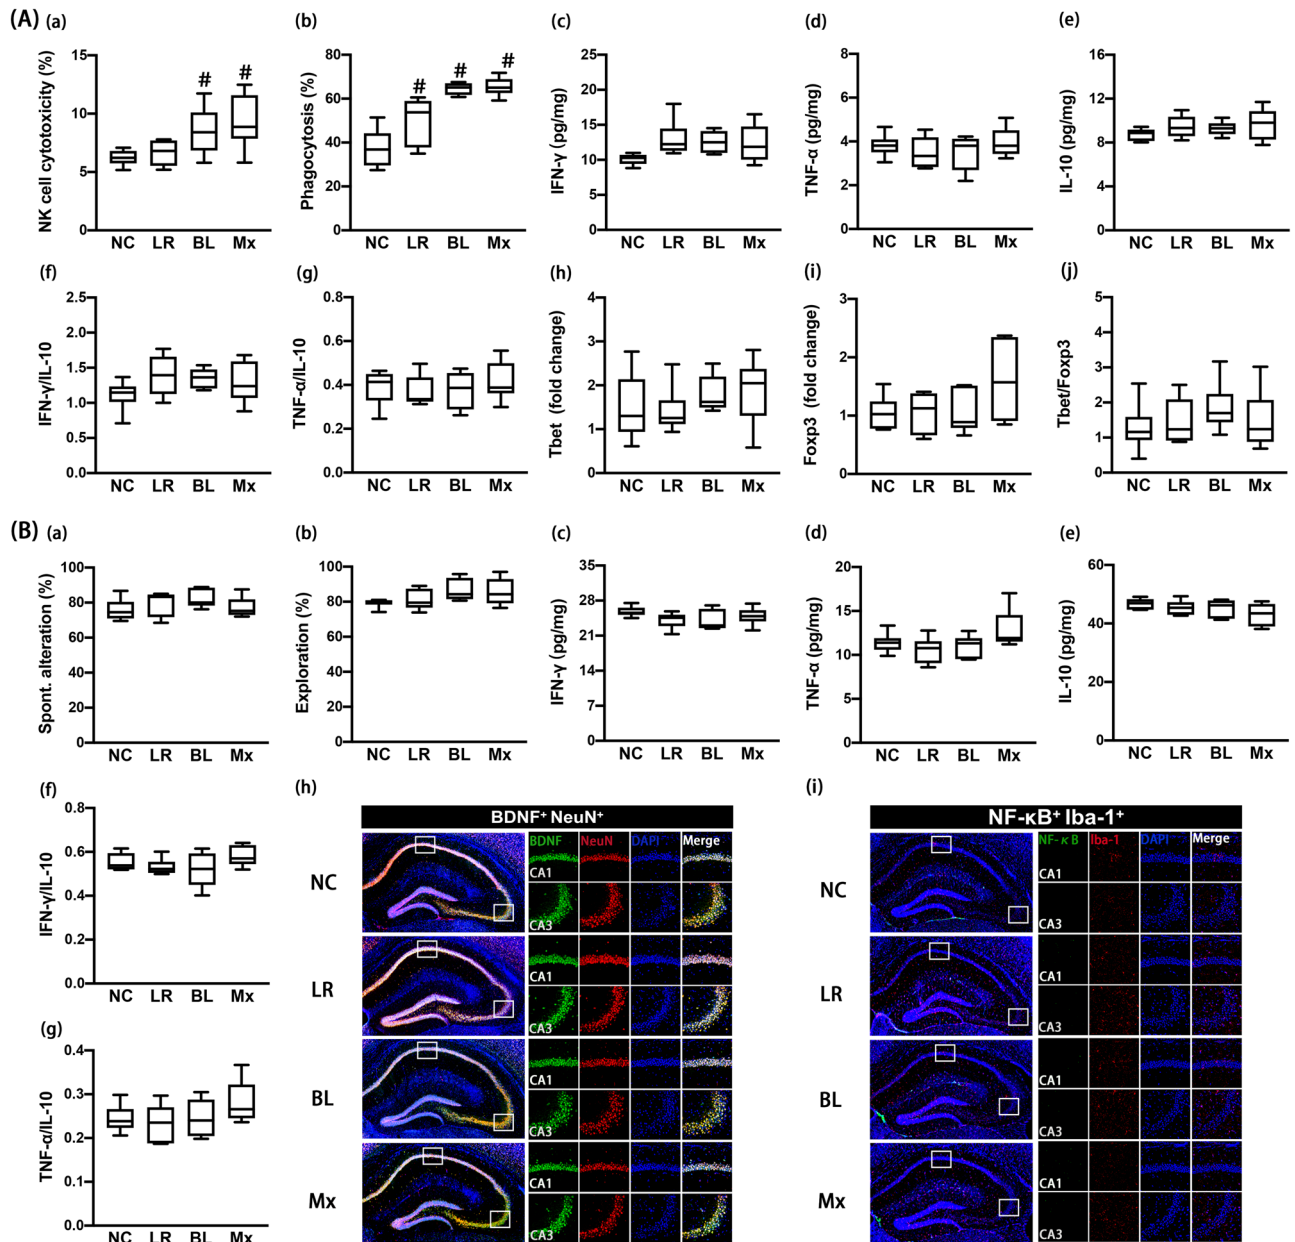 (A) (a) (b) (c) (d) (e)
NK cell cytotoxicity (%)
15
10
5
0
#
#
NC LR BL Mx
Phagocytosis (%)
80
60
40
20
0
#
#
#
NC LR BL Mx
IFN-γ (pg/mg)
25
20
15
10
5
0
NC LR BL Mx
TNF-α (pg/mg)
8
6
4
2
0
NC LR BL Mx
IL-10 (pg/mg)
16
12
8
4
0
NC LR BL Mx
(f) (g) (h) (i) (j)
IFN-γ/IL-10
2.5
2.0
1.5
1.0
0.5
0.0
NC LR BL Mx
TNF-α/IL-10
0.8
0.6
0.4
0.2
0.0
NC LR BL Mx
Tbet (fold change)
4
3
2
1
0
NC LR BL Mx
Foxp3 (fold change)
3
2
1
0
NC LR BL Mx
Tbet/Foxp3
5
4
3
2
1
0
NC LR BL Mx
(B) (a) (b) (c) (d) (e)
Spont. alteration (%)
100
80
60
40
20
0
NC LR BL Mx
Exploration (%)
100
80
60
40
20
0
NC LR BL Mx
IFN-γ (pg/mg)
35
28
21
14
7
0
NC LR BL Mx
TNF-α (pg/mg)
20
15
10
5
0
NC LR BL Mx
IL-10 (pg/mg)
60
40
20
0
NC LR BL Mx
(f)
IFN-γ/IL-10
0.8
0.6
0.4
0.2
0.0
NC LR BL Mx
(g)
TNF-α/IL-10
0.4
0.3
0.2
0.1
0.0
NC LR BL Mx
(h)
BDNF+ NeuN+
BDNF NeuN DAPI Merge
NC
CA1
CA3
LR
CA1
CA3
BL
CA1
CA3
Mx
CA1
CA3
(i)
NF-κB+ Iba-1+
NF-κB Iba-1 DAPI Merge
NC
CA1
CA3
LR
CA1
CA3
BL
CA1
CA3
Mx
CA1
CA3